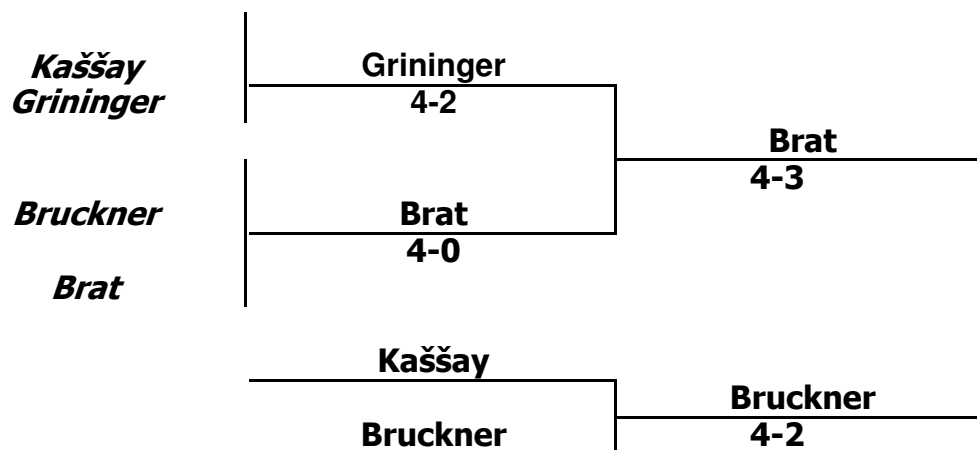 Kaššay
Grininger
Grininger
4-2
Brat
4-3
Bruckner
Brat
4-0
Brat
Kaššay
Bruckner
Bruckner
4-2